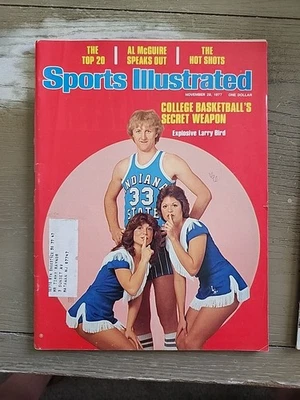 THE
TOP 20
AL McGUIRE
SPEAKS OUT
THE
HOT SHOTS
Sports Illustrated
NOVEMBER 28, 1977 ONE DOLLAR
COLLEGE BASKETBALL'S
SECRET WEAPON
Explosive Larry Bird
INDIANA
33
STATE